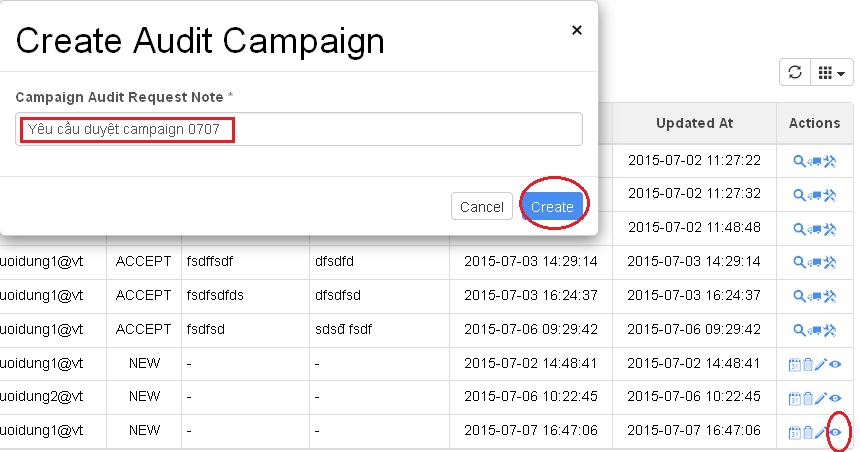 Create Audit Campaign ×
Campaign Audit Request Note *
Yêu cầu duyệt campaign 0707
Cancel Create
Updated At Actions
2015-07-02 11:27:22
2015-07-02 11:27:32
2015-07-02 11:48:48
uoidung1@vt ACCEPT fsdffsdf dfsdfd 2015-07-03 14:29:14 2015-07-03 14:29:14
uoidung1@vt ACCEPT fsdfsdfds dfsdfsd 2015-07-03 16:24:37 2015-07-03 16:24:37
uoidung1@vt ACCEPT fsdfsd sdsđ fsdf 2015-07-06 09:29:42 2015-07-06 09:29:42
uoidung1@vt NEW - - 2015-07-02 14:48:41 2015-07-02 14:48:41
uoidung2@vt NEW - - 2015-07-06 10:22:45 2015-07-06 10:22:45
uoidung1@vt NEW - - 2015-07-07 16:47:06 2015-07-07 16:47:06